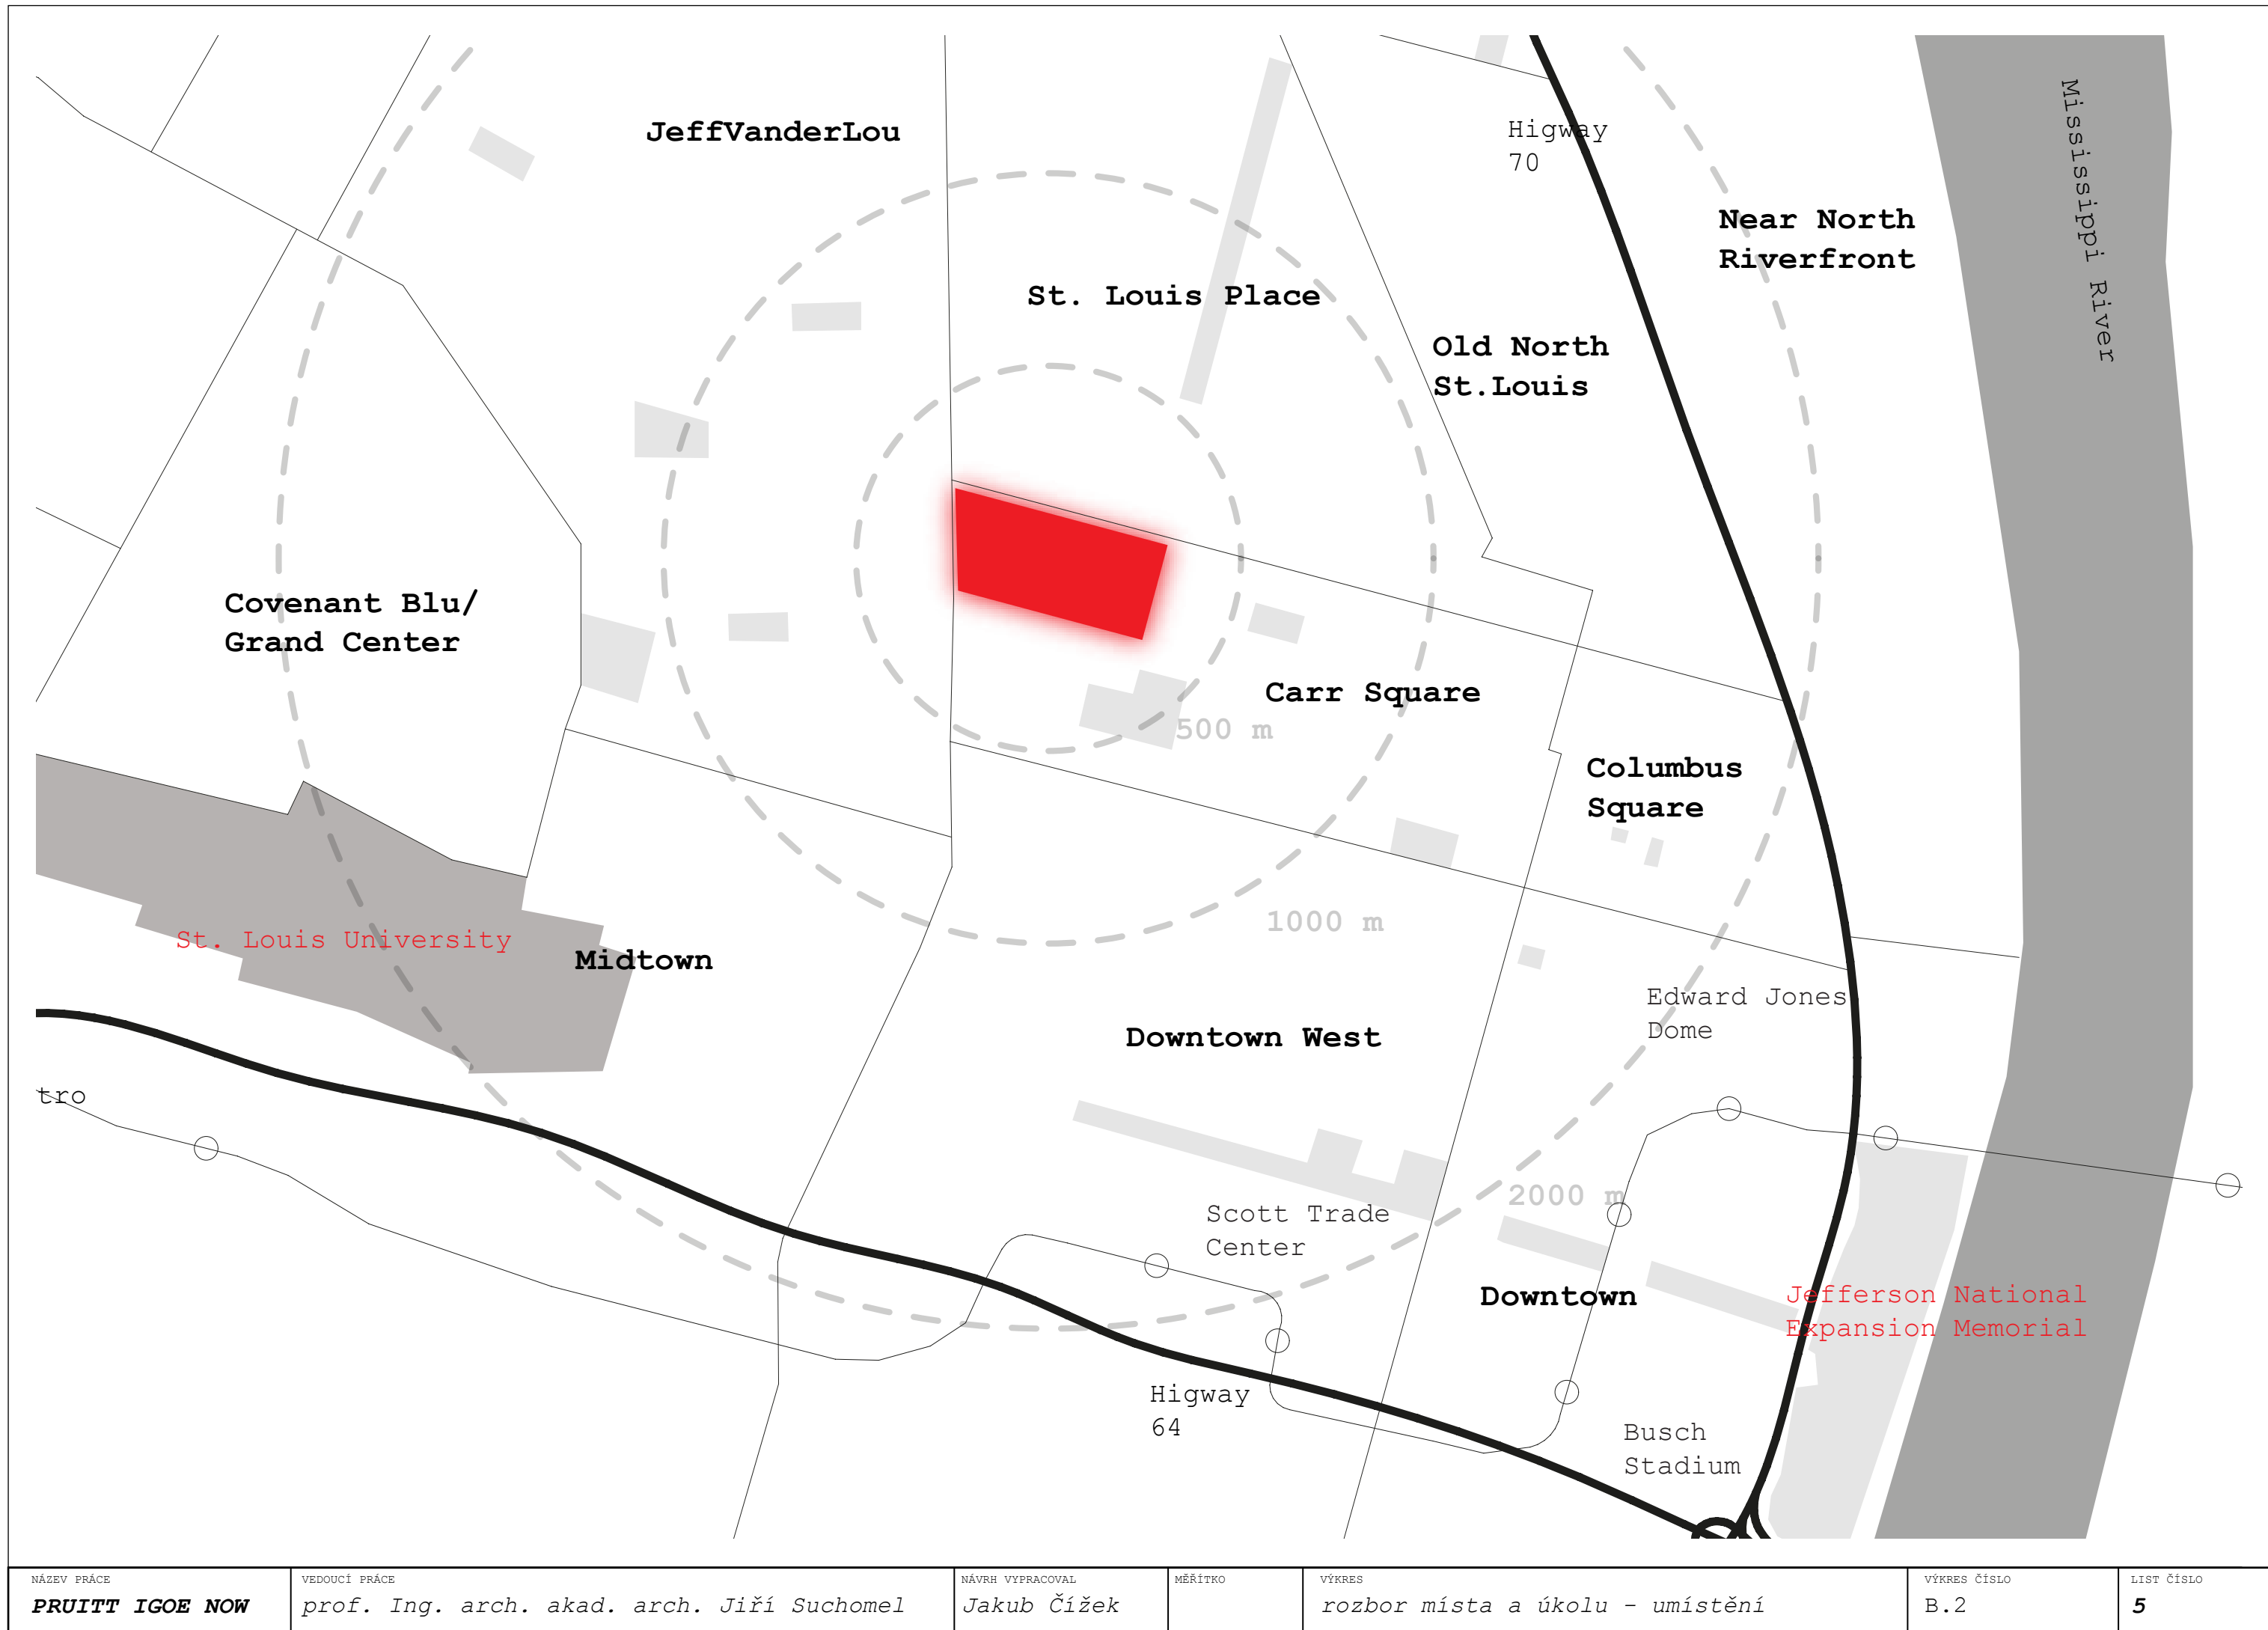 JeffVanderLou
Higway
70
Mississippi River
Near North
Riverfront
St. Louis Place
Old North
St.Louis
Covenant Blu/
Grand Center
Carr Square
500 m
Columbus
Square
1000 m
St. Louis University
Midtown
Edward Jones
Dome
Downtown West
tro
2000 m
Scott Trade
Center
Downtown
Jefferson National
Expansion Memorial
Higway
64
Busch
Stadium
NÁZEV PRÁCE
PRUITT IGOE NOW
VEDOUCÍ PRÁCE
prof. Ing. arch. akad. arch. Jiří Suchomel
NÁVRH VYPRACOVAL
Jakub Čížek
MĚŘÍTKO
VÝKRES
rozbor místa a úkolu - umístění
VÝKRES ČÍSLO
B.2
LIST ČÍSLO
5